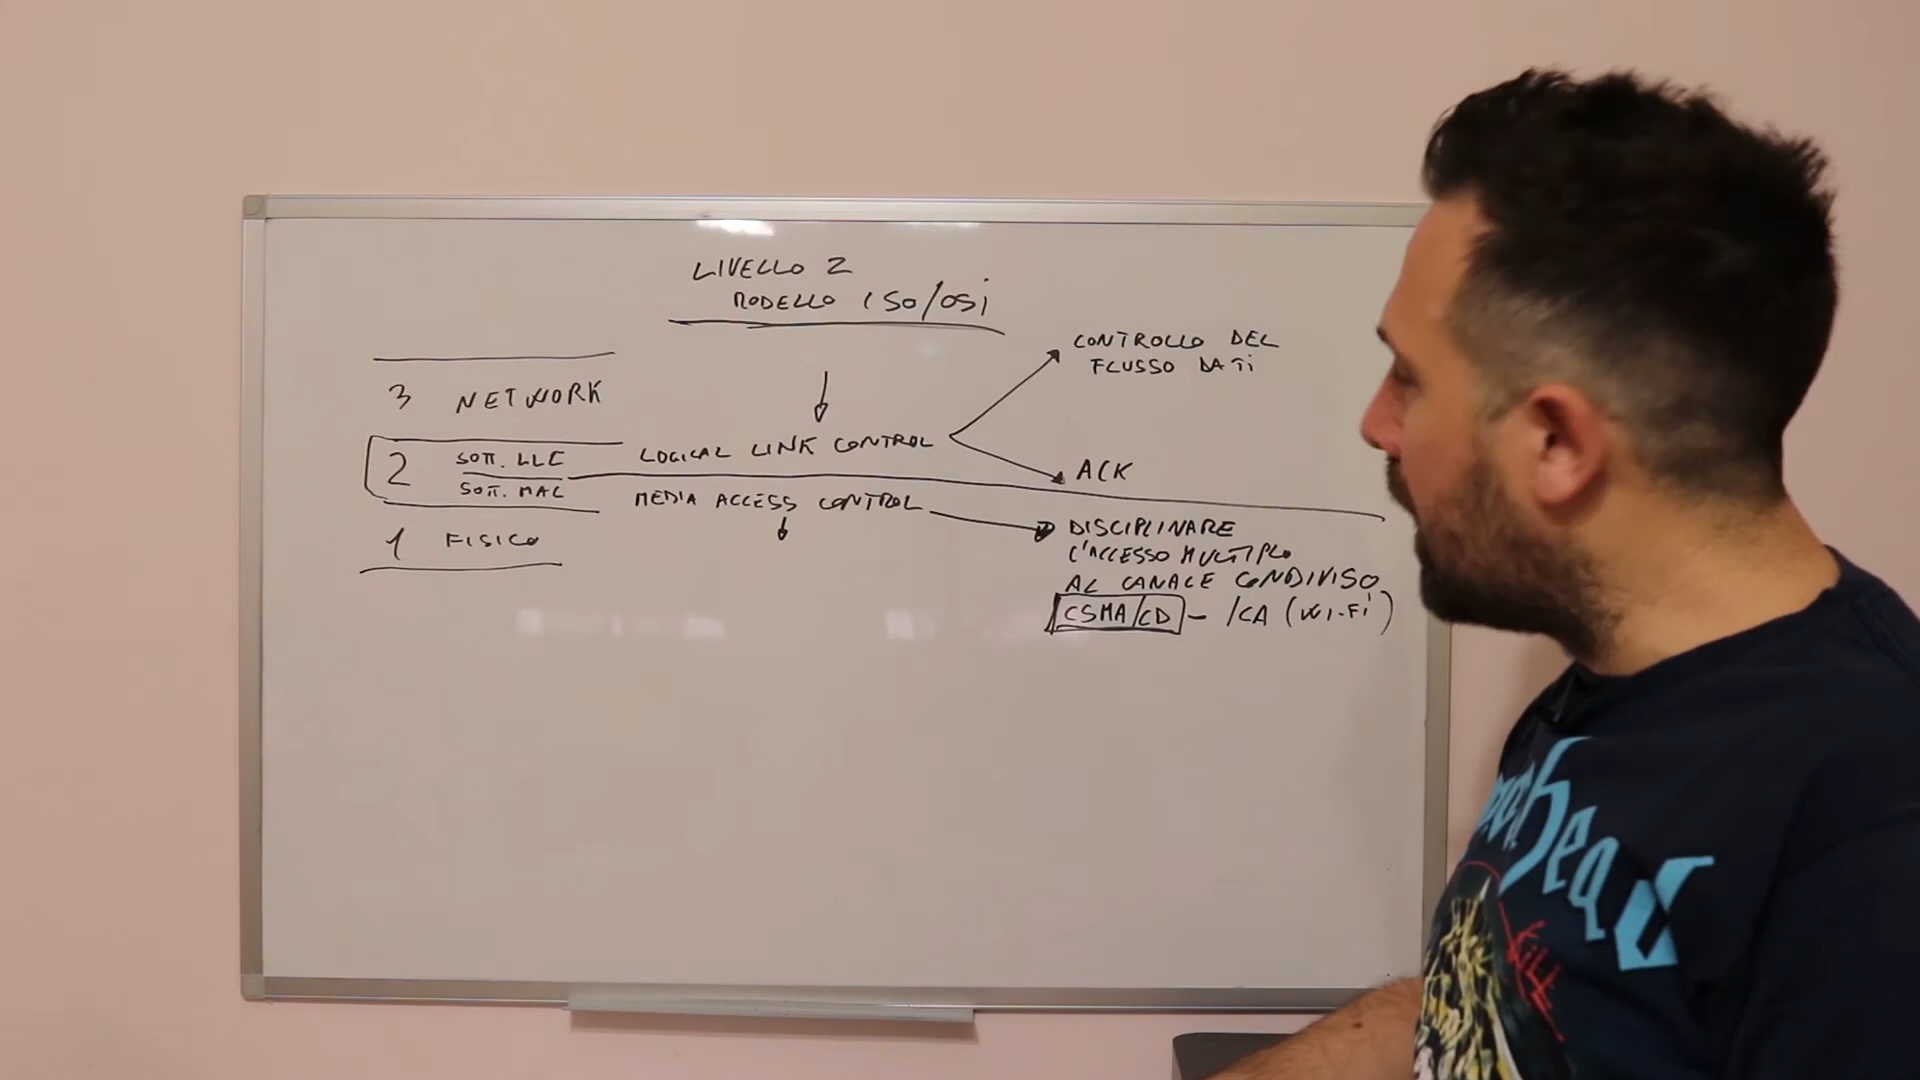 LIVELLO 2
MODELLO ISO/OSI
3 NETWORK
2 SOTT. LLC
SOTT. MAC
1 FISICO
LOGICAL LINK CONTROL
MEDIA ACCESS CONTROL
CONTROLLO DEL
FLUSSO DATI
ACK
DISCIPLINARE
L'ACCESSO MULTIPLO
AL CANALE CONDIVISO
CSMA/CD - /CA (WI-FI)